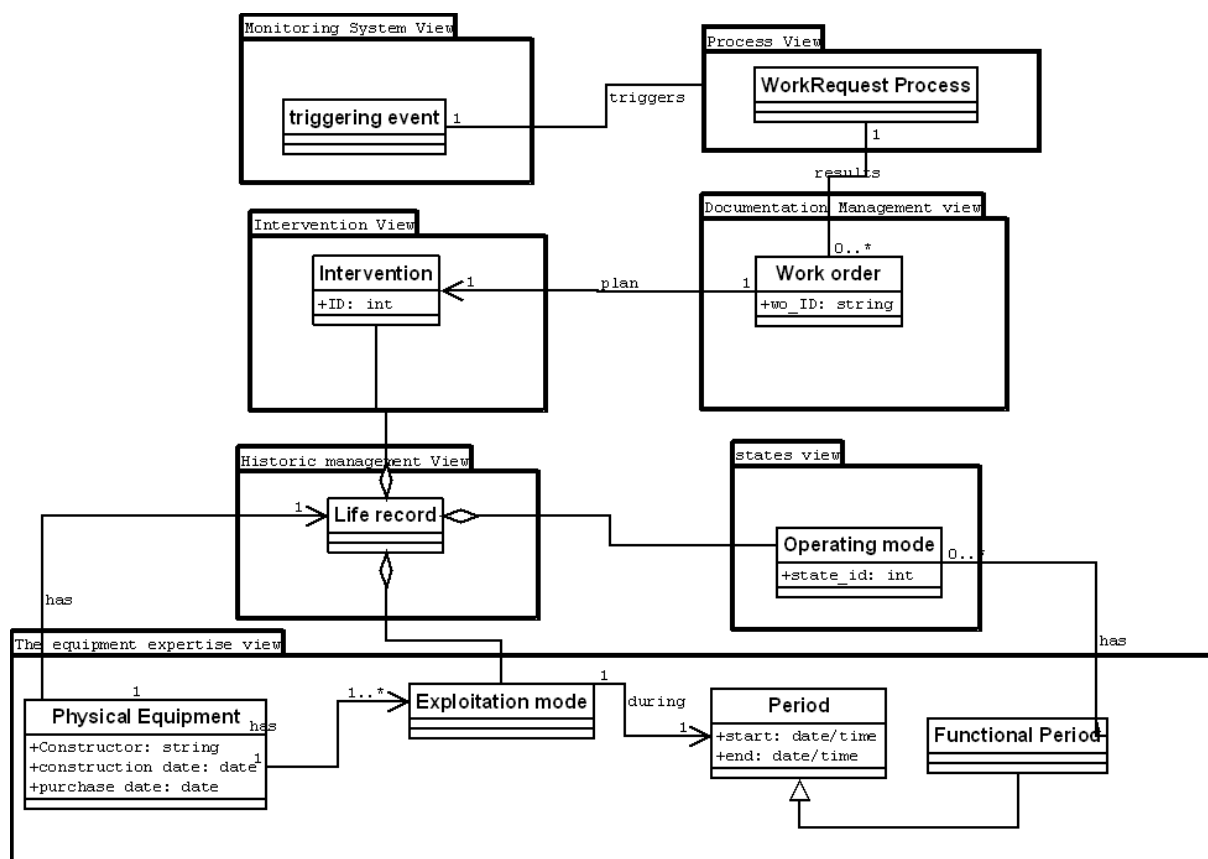 Monitoring System View
Process View
WorkRequest Process
triggers
triggering event
1
1
results
Documentation Management view
Intervention View
0..*
Intervention
+ID: int
1
plan
1
Work order
+wo_ID: string
Historic management View
states view
1
Life record
Operating mode
+state_id: int
0..*
has
has
The equipment expertise view
1
1..*
Exploitation mode
1
during
1
Physical Equipment
+Constructor: string
+construction date: date
+purchase date: date
has
1
Period
+start: date/time
+end: date/time
Functional Period
1